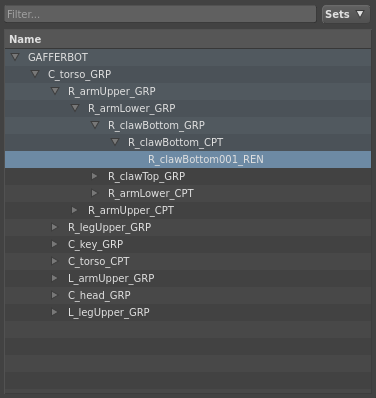 Filter...
Sets
Name
GAFFERBOT
C_torso_GRP
R_armUpper_GRP
R_armLower_GRP
R_clawBottom_GRP
R_clawBottom_CPT
R_clawBottom001_REN
R_clawTop_GRP
R_armLower_CPT
R_armUpper_CPT
R_legUpper_GRP
C_key_GRP
C_torso_CPT
L_armUpper_GRP
C_head_GRP
L_legUpper_GRP